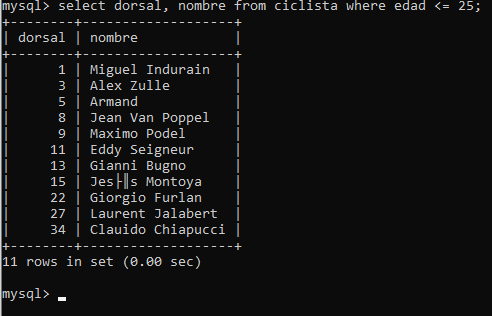 mysql> select dorsal, nombre from ciclista where edad <= 25;
+--------+------------------+
| dorsal | nombre           |
+--------+------------------+
|      1 | Miguel Indurain  |
|      3 | Alex Zulle       |
|      5 | Armand           |
|      8 | Jean Van Poppel  |
|      9 | Maximo Podel     |
|     11 | Eddy Seigneur    |
|     13 | Gianni Bugno     |
|     15 | Jes├║s Montoya   |
|     22 | Giorgio Furlan   |
|     27 | Laurent Jalabert |
|     34 | Clauido Chiapucci |
+--------+------------------+
11 rows in set (0.00 sec)
mysql>